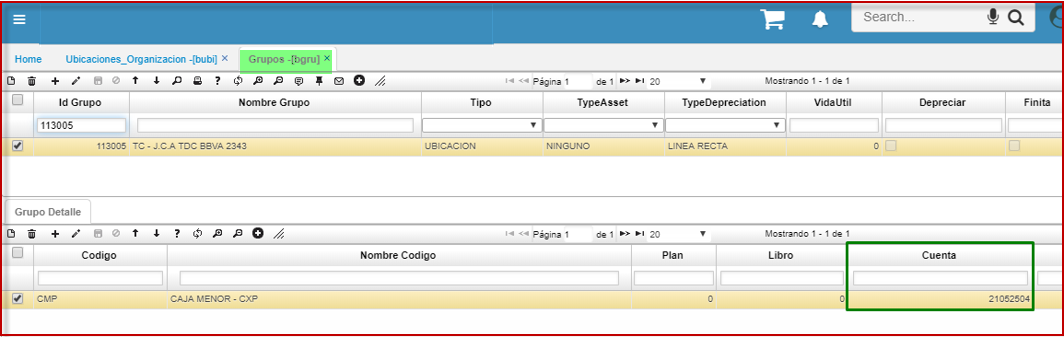 Search...
Home Ubicaciones_Organizacion -[bubi] × Grupos -[bgru] ×
Página 1 de 1 20 Mostrando 1 - 1 de 1
Id Grupo Nombre Grupo Tipo TypeAsset TypeDepreciation VidaUtil Depreciar Finita
113005
113005 TC - J.C.A TDC BBVA 2343 UBICACION NINGUNO LINEA RECTA 0
Grupo Detalle
Página 1 de 1 20 Mostrando 1 - 1 de 1
Codigo Nombre Codigo Plan Libro Cuenta
CMP CAJA MENOR - CXP 0 0 21052504